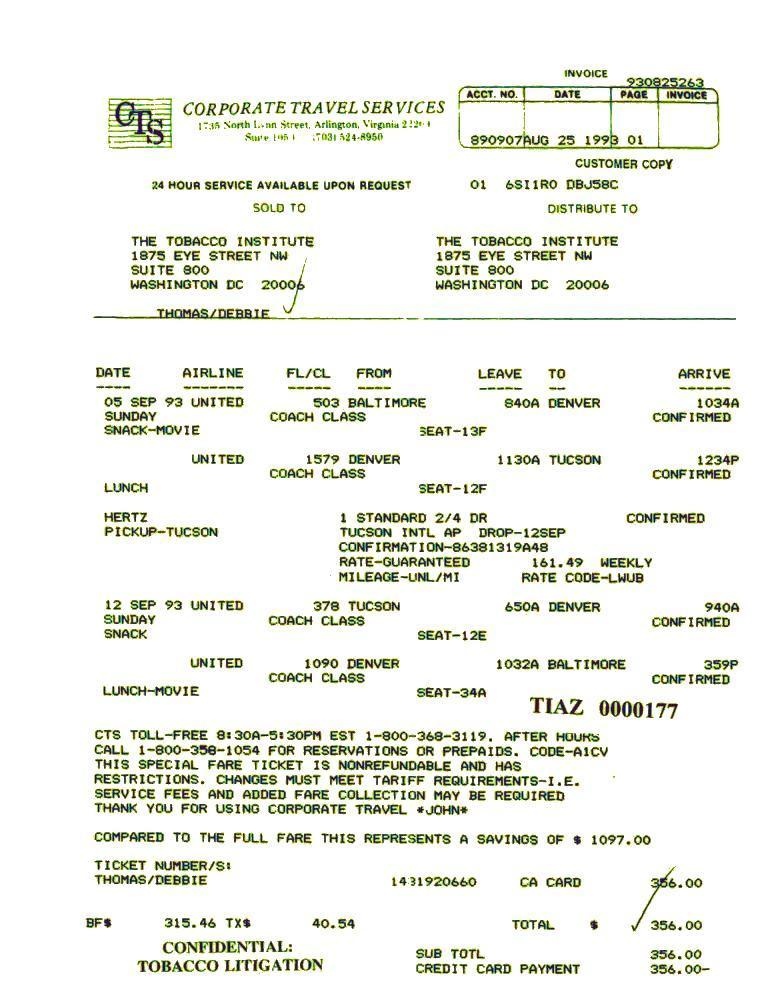 INVOICE
930825263
ACCT. NO. DATE PAGE INVOICE
890907AUG 25 1993 01
CTS CORPORATE TRAVEL SERVICES
1735 North Lynn Street, Arlington, Virginia
Suite (703) 524-8950
CUSTOMER COPY
24 HOUR SERVICE AVAILABLE UPON REQUEST 01 6SI1RO DBJ58C
SOLD TO DISTRIBUTE TO
THE TOBACCO INSTITUTE THE TOBACCO INSTITUTE
1875 EYE STREET NW 1875 EYE STREET NW
SUITE 800 SUITE 800
WASHINGTON DC 20006 WASHINGTON DC 20006
THOMAS/DEBBIE
DATE AIRLINE FL/CL FROM LEAVE TO ARRIVE
---- ------- ----- ---- ----- -- ------
05 SEP 93 UNITED 503 BALTIMORE 840A DENVER 1034A
SUNDAY COACH CLASS CONFIRMED
SNACK-MOVIE SEAT-13F
UNITED 1579 DENVER 1130A TUCSON 1234P
COACH CLASS CONFIRMED
LUNCH SEAT-12F
HERTZ 1 STANDARD 2/4 DR CONFIRMED
PICKUP-TUCSON TUCSON INTL AP DROP-12SEP
CONFIRMATION-86381319A48
RATE-GUARANTEED 161.49 WEEKLY
MILEAGE-UNL/MI RATE CODE-LWUB
12 SEP 93 UNITED 378 TUCSON 650A DENVER 940A
SUNDAY COACH CLASS CONFIRMED
SNACK SEAT-12E
UNITED 1090 DENVER 1032A BALTIMORE 359P
COACH CLASS CONFIRMED
LUNCH-MOVIE SEAT-34A
TIAZ 0000177
CTS TOLL-FREE 8:30A-5:30PM EST 1-800-368-3119. AFTER HOURS
CALL 1-800-358-1054 FOR RESERVATIONS OR PREPAIDS. CODE-A1CV
THIS SPECIAL FARE TICKET IS NONREFUNDABLE AND HAS
RESTRICTIONS. CHANGES MUST MEET TARIFF REQUIREMENTS-I.E.
SERVICE FEES AND ADDED FARE COLLECTION MAY BE REQUIRED
THANK YOU FOR USING CORPORATE TRAVEL *JOHN*
COMPARED TO THE FULL FARE THIS REPRESENTS A SAVINGS OF $ 1097.00
TICKET NUMBER/S:
THOMAS/DEBBIE 1431920660 CA CARD 356.00
BF$ 315.46 TX$ 40.54 TOTAL $ 356.00
CONFIDENTIAL: SUB TOTL 356.00
TOBACCO LITIGATION CREDIT CARD PAYMENT 356.00-